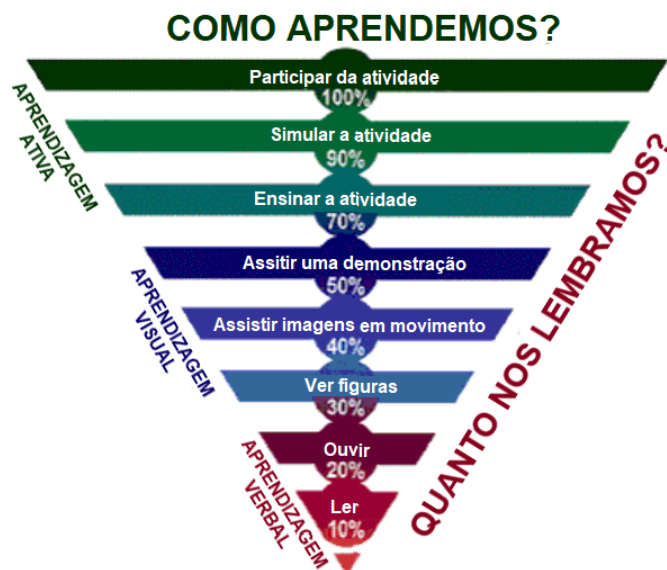 COMO APRENDEMOS?
Participar da atividade
100%
Simular a atividade
90%
Ensinar a atividade
70%
Assitir uma demonstração
50%
Assistir imagens em movimento
40%
Ver figuras
30%
Ouvir
20%
Ler
10%
APRENDIZAGEM
ATIVA
APRENDIZAGEM
VISUAL
APRENDIZAGEM
VERBAL
QUANTO NOS LEMBRAMOS?